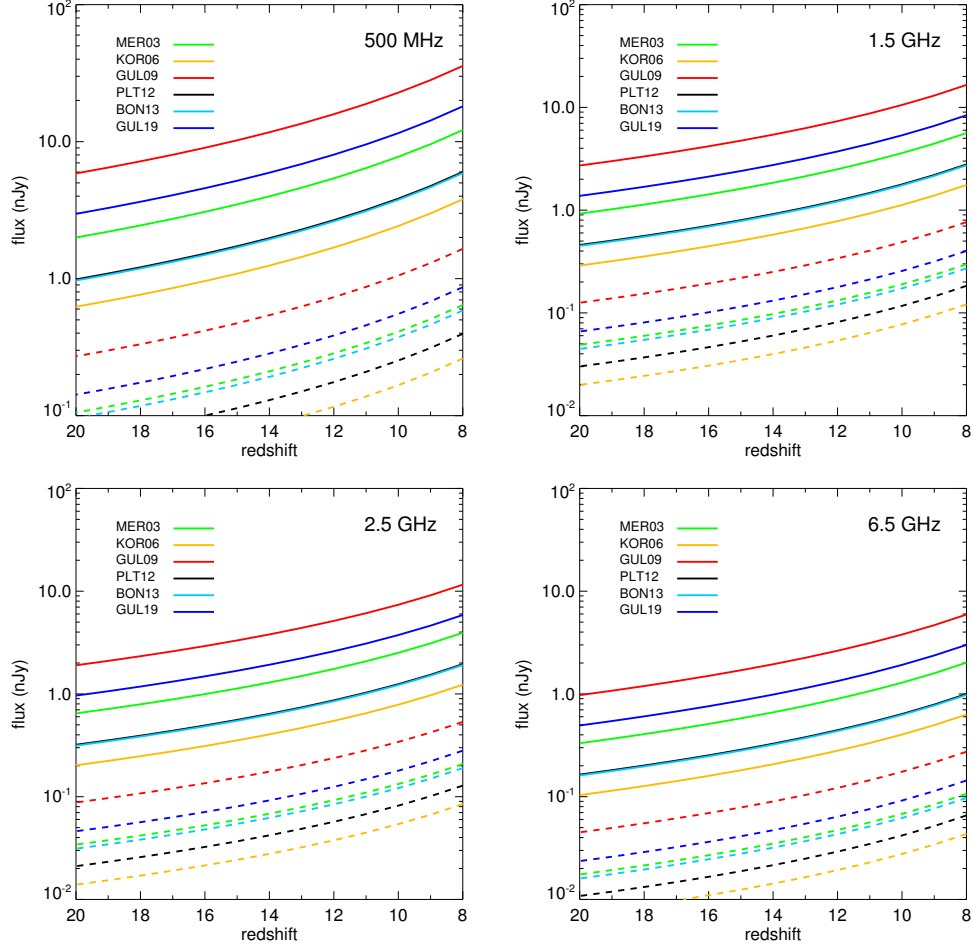 500 MHz
MER03
KOR06
GUL09
PLT12
BON13
GUL19
flux (nJy)
10²
10.0
1.0
10⁻¹
20 18 16 14 12 10 8
redshift
1.5 GHz
MER03
KOR06
GUL09
PLT12
BON13
GUL19
flux (nJy)
10²
10.0
1.0
10⁻¹
10⁻²
20 18 16 14 12 10 8
redshift
2.5 GHz
MER03
KOR06
GUL09
PLT12
BON13
GUL19
flux (nJy)
10²
10.0
1.0
10⁻¹
10⁻²
20 18 16 14 12 10 8
redshift
6.5 GHz
MER03
KOR06
GUL09
PLT12
BON13
GUL19
flux (nJy)
10²
10.0
1.0
10⁻¹
10⁻²
20 18 16 14 12 10 8
redshift